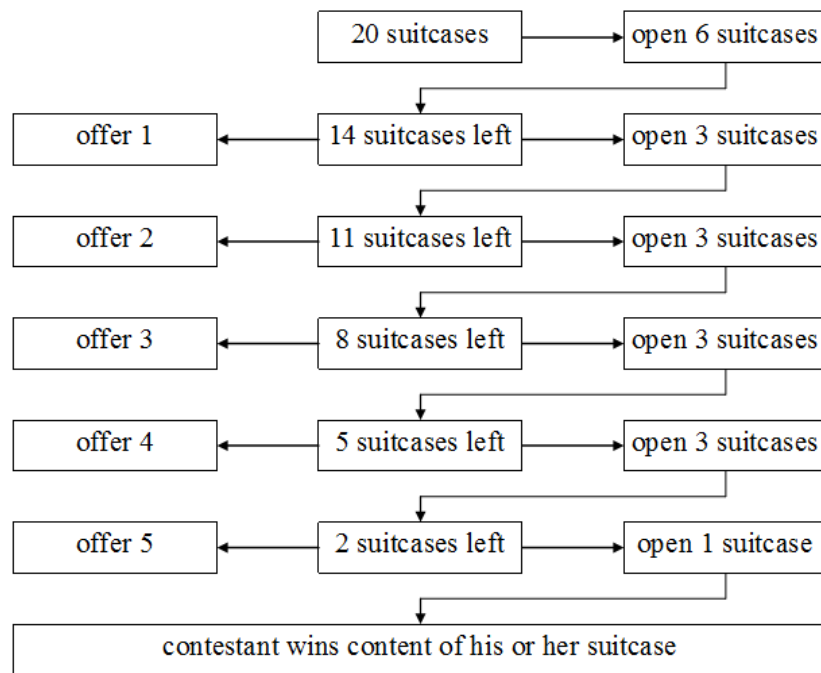 20 suitcases
open 6 suitcases
offer 1
14 suitcases left
open 3 suitcases
offer 2
11 suitcases left
open 3 suitcases
offer 3
8 suitcases left
open 3 suitcases
offer 4
5 suitcases left
open 3 suitcases
offer 5
2 suitcases left
open 1 suitcase
contestant wins content of his or her suitcase